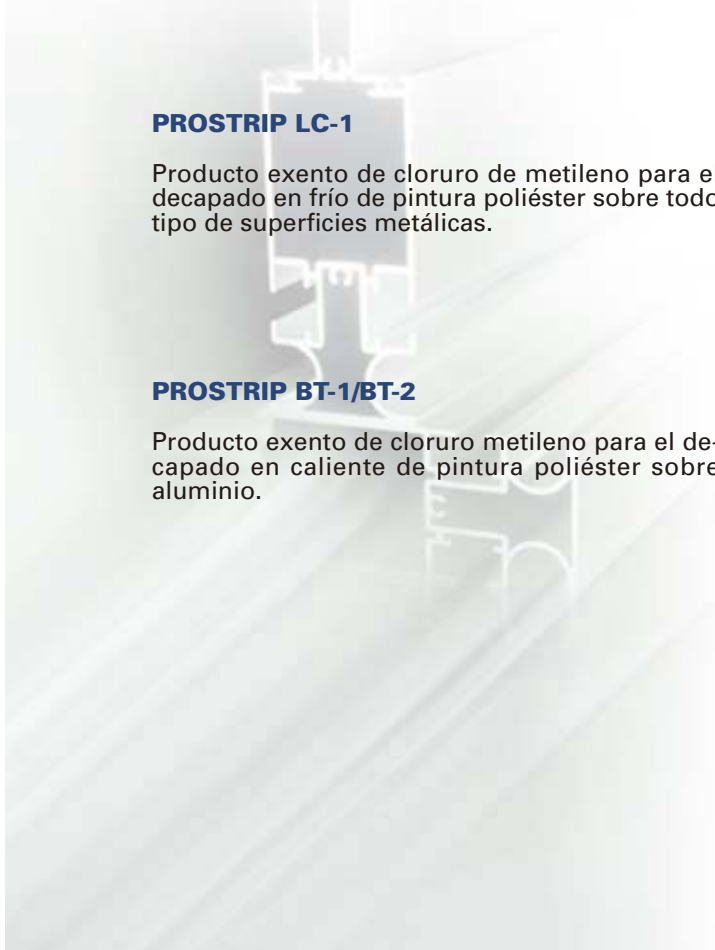 PROSTRIP LC-1
Producto exento de cloruro de metileno para el
decapado en frío de pintura poliéster sobre todo
tipo de superficies metálicas.
PROSTRIP BT-1/BT-2
Producto exento de cloruro metileno para el de-
capado en caliente de pintura poliéster sobre
aluminio.